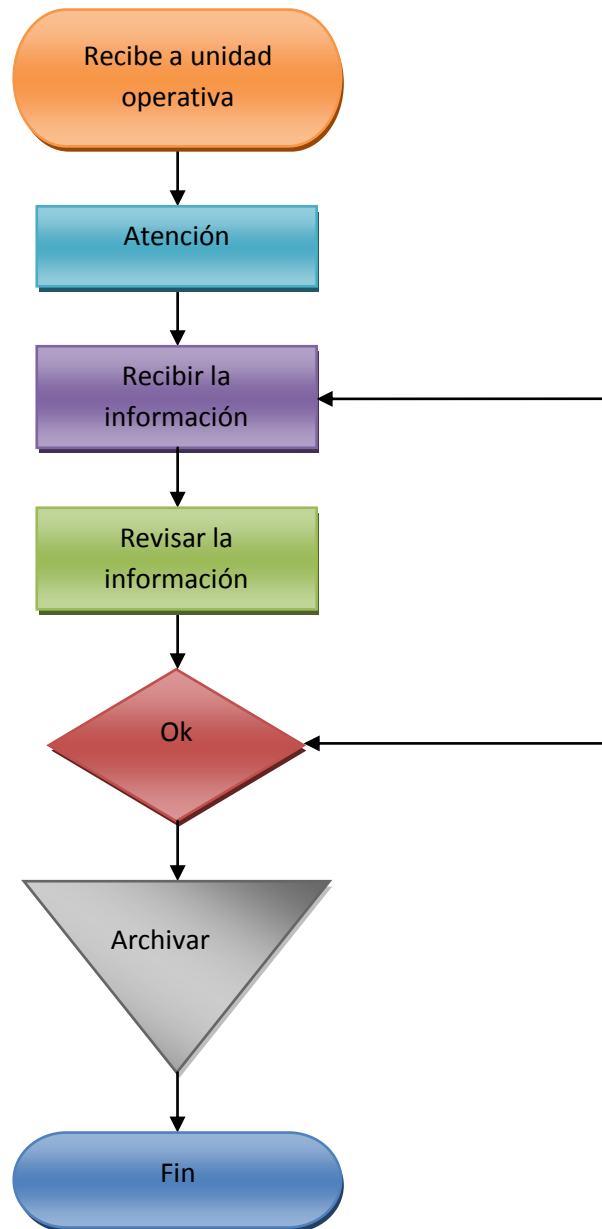 Recibe a unidad
operativa
Atención
Recibir la
información
Revisar la
información
Ok
Archivar
Fin